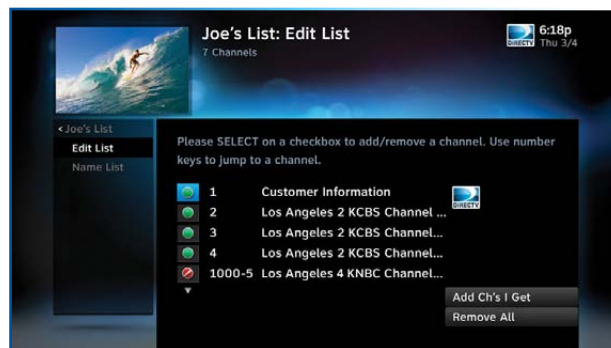 Joe's List: Edit List
7 Channels
DIRECTV
6:18p
Thu 3/4
<Joe's List
Edit List
Name List
Please SELECT on a checkbox to add/remove a channel. Use number
keys to jump to a channel.
1 Customer Information DIRECTV
2 Los Angeles 2 KCBS Channel ...
3 Los Angeles 2 KCBS Channel...
4 Los Angeles 2 KCBS Channel...
1000-5 Los Angeles 4 KNBC Channel...
Add Ch's I Get
Remove All